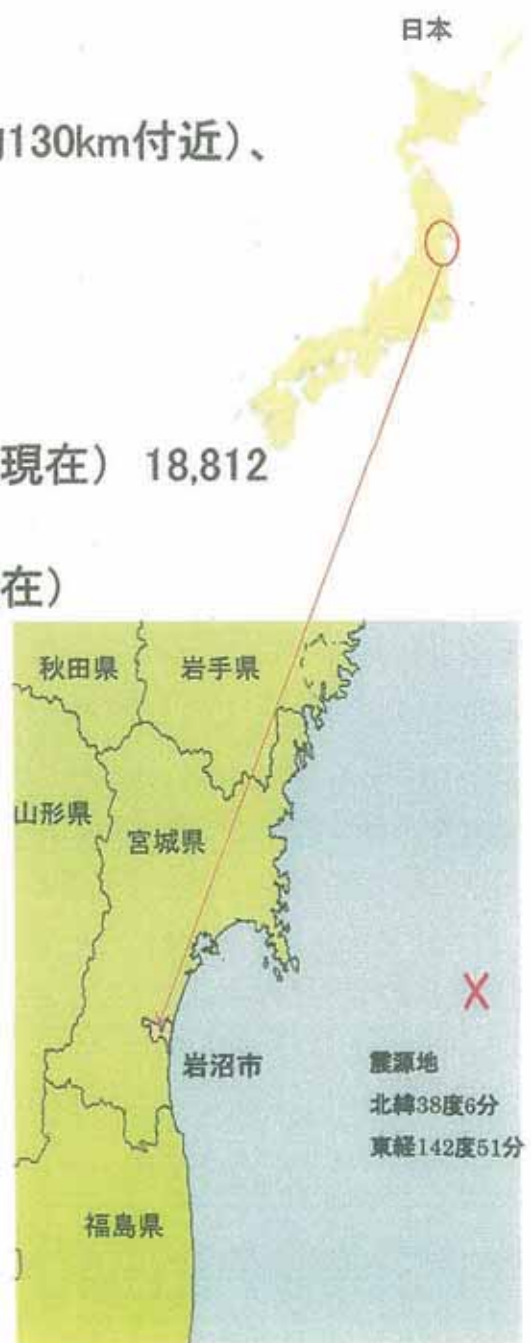 日本
130km付近）、
現在） 18,812
在）
秋田県
岩手県
山形県
宮城県
X
岩沼市
震源地
北緯38度6分
東経142度51分
福島県